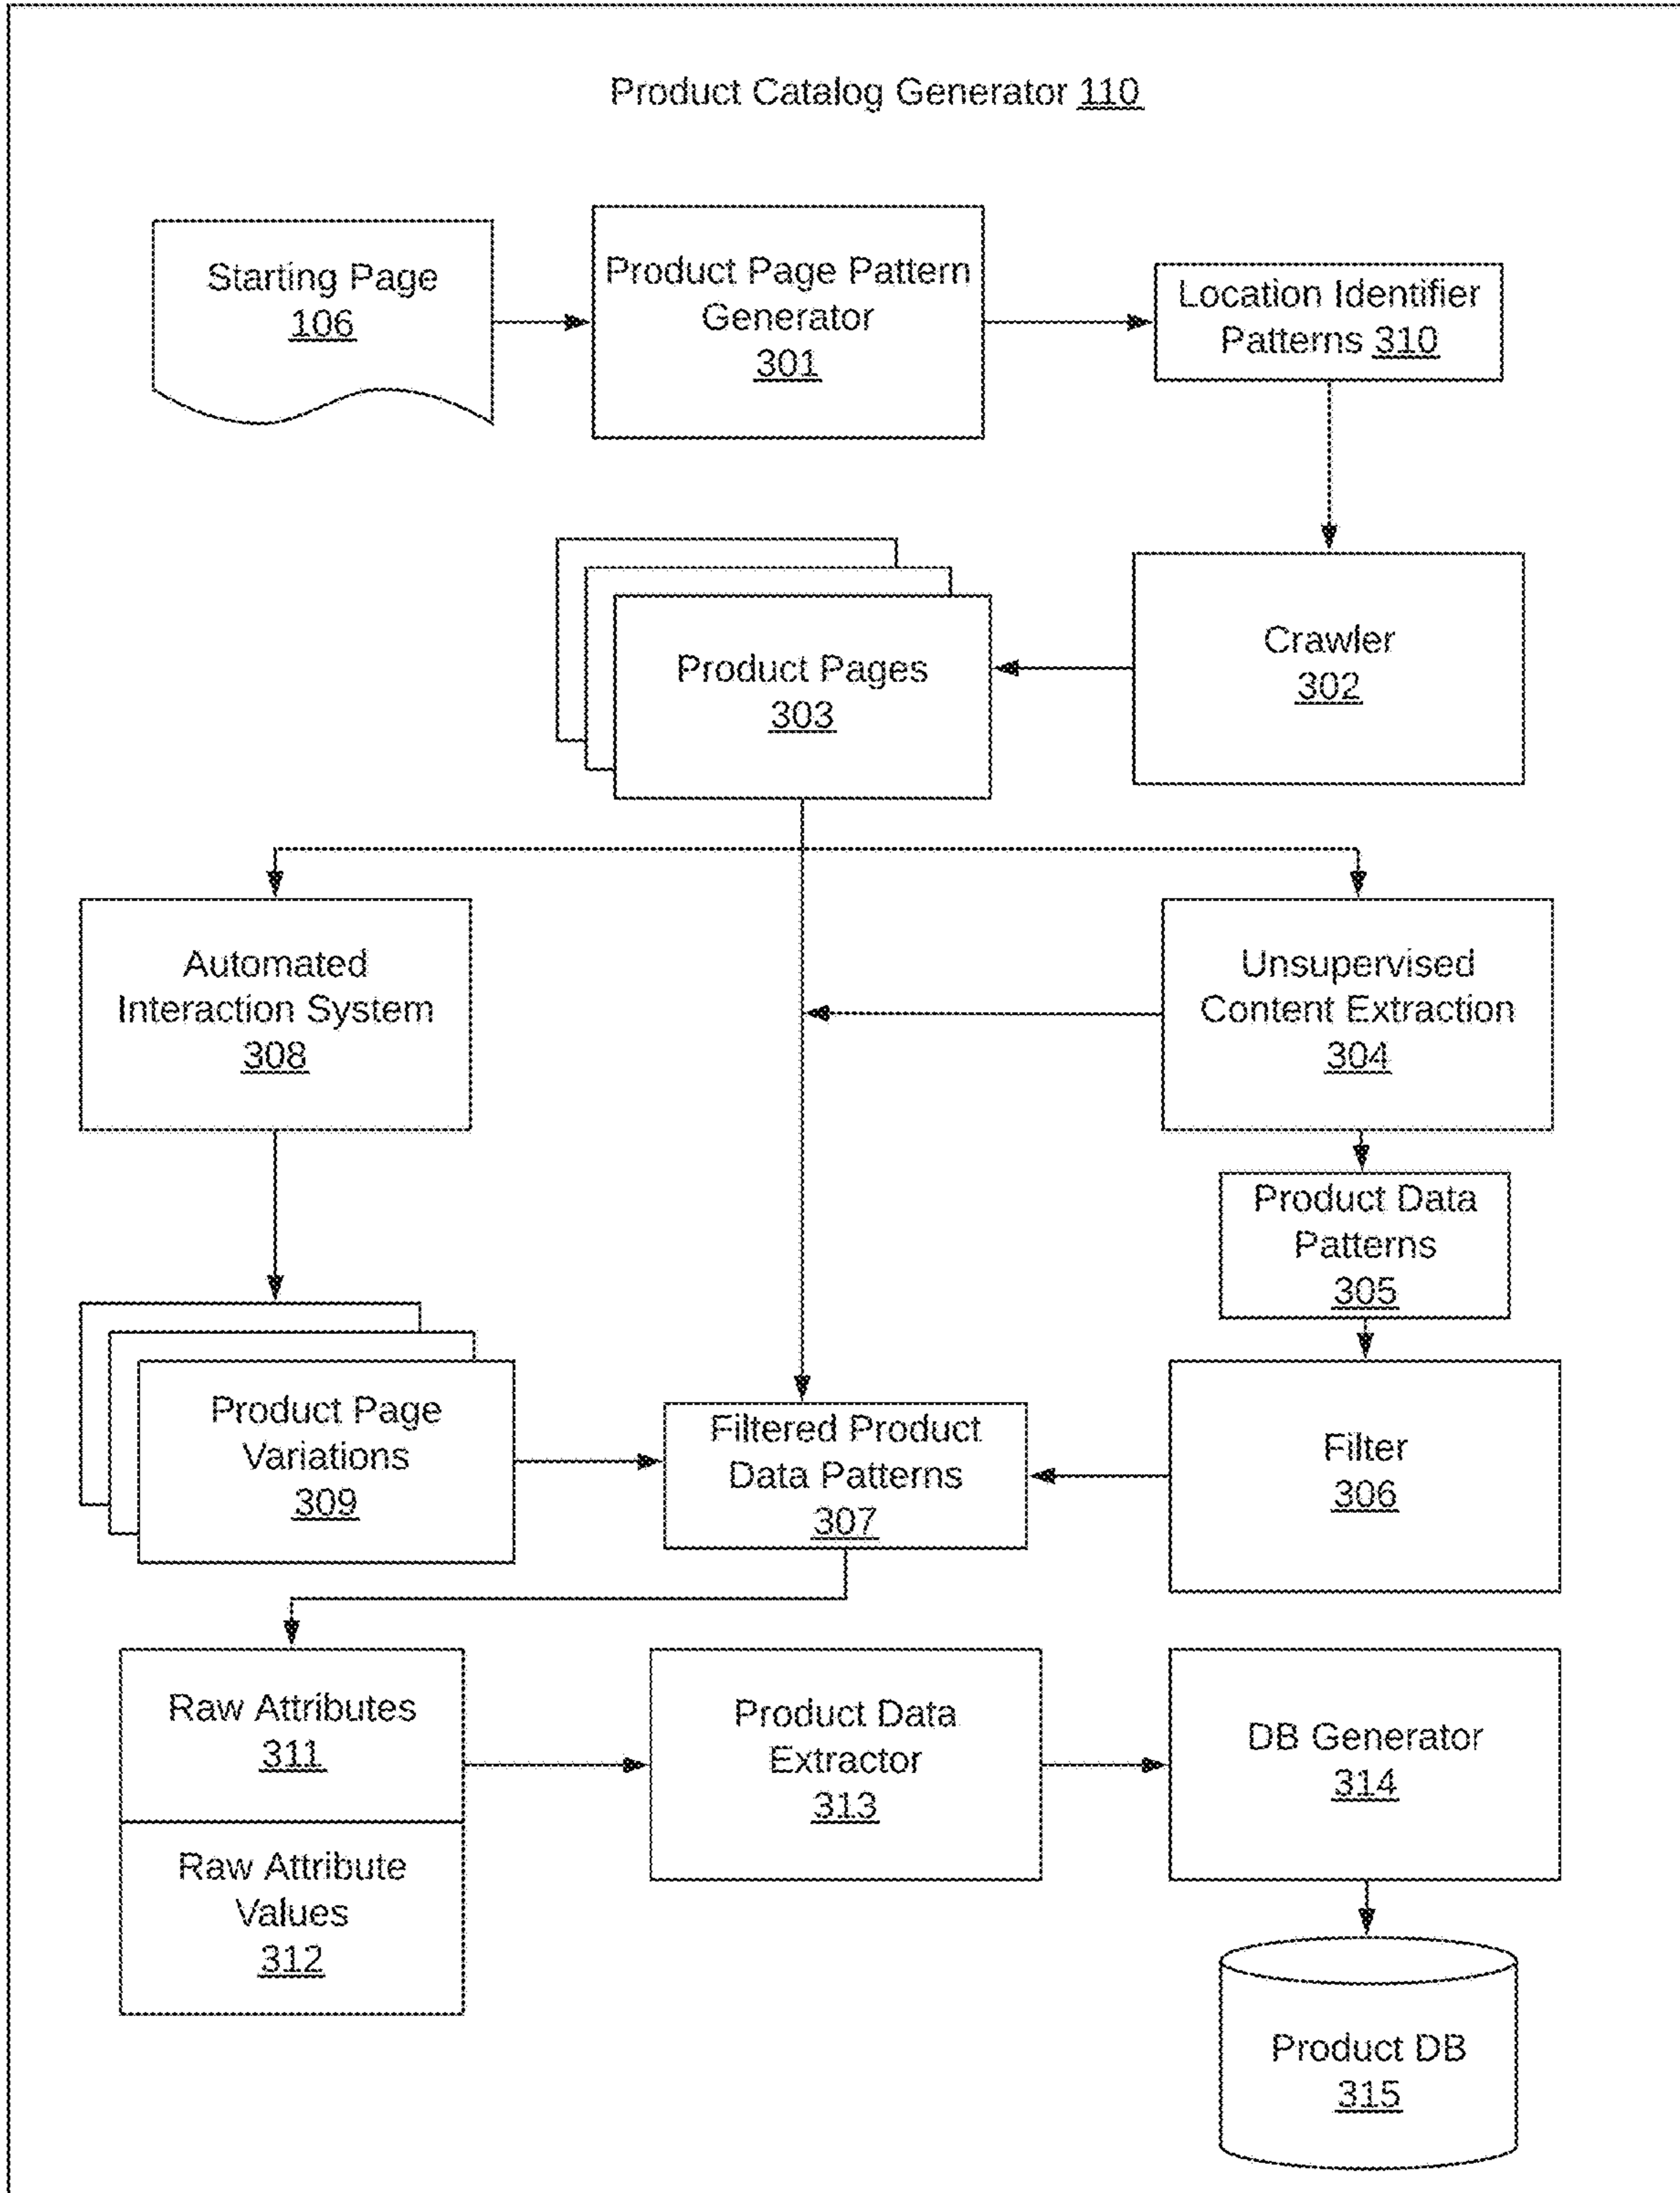 Product Catalog Generator 110
Starting Page
106
Product Page Pattern
Generator
301
Location Identifier
Patterns 310
Product Pages
303
Crawler
302
Automated
Interaction System
308
Unsupervised
Content Extraction
304
Product Data
Patterns
305
Product Page
Variations
309
Filtered Product
Data Patterns
307
Filter
306
Raw Attributes
311
Raw Attribute
Values
312
Product Data
Extractor
313
DB Generator
314
Product DB
315